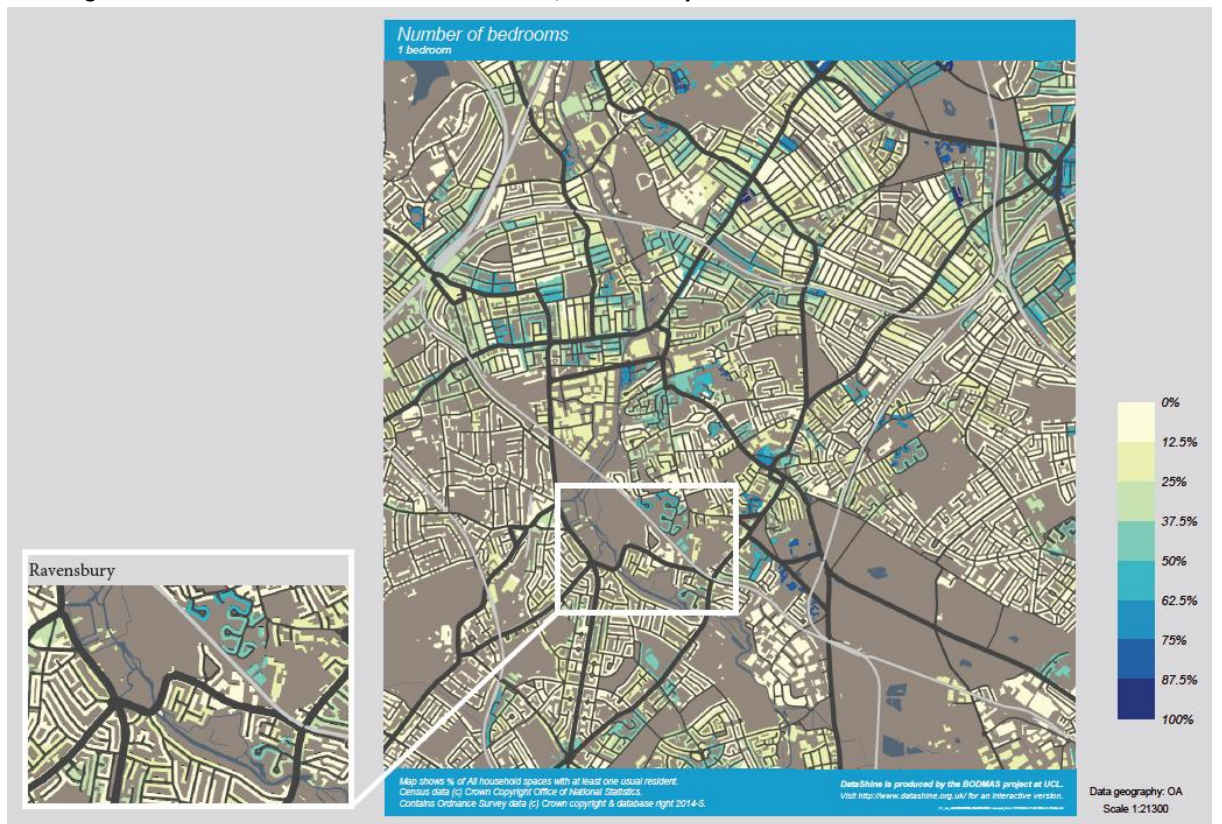 Number of bedrooms
1 bedroom
0%
12.5%
25%
37.5%
50%
62.5%
75%
87.5%
100%
Ravensbury
Map shows % of All household spaces with at least one usual resident.
Census data (c) Crown Copyright Office of National Statistics.
Contains Ordnance Survey data (c) Crown copyright & database right 2014-5.
DataShine is produced by the BODMAS project at UCL.
Visit http://www.datashine.org.uk/ for an interactive version.
Data geography: OA
Scale 1:21300